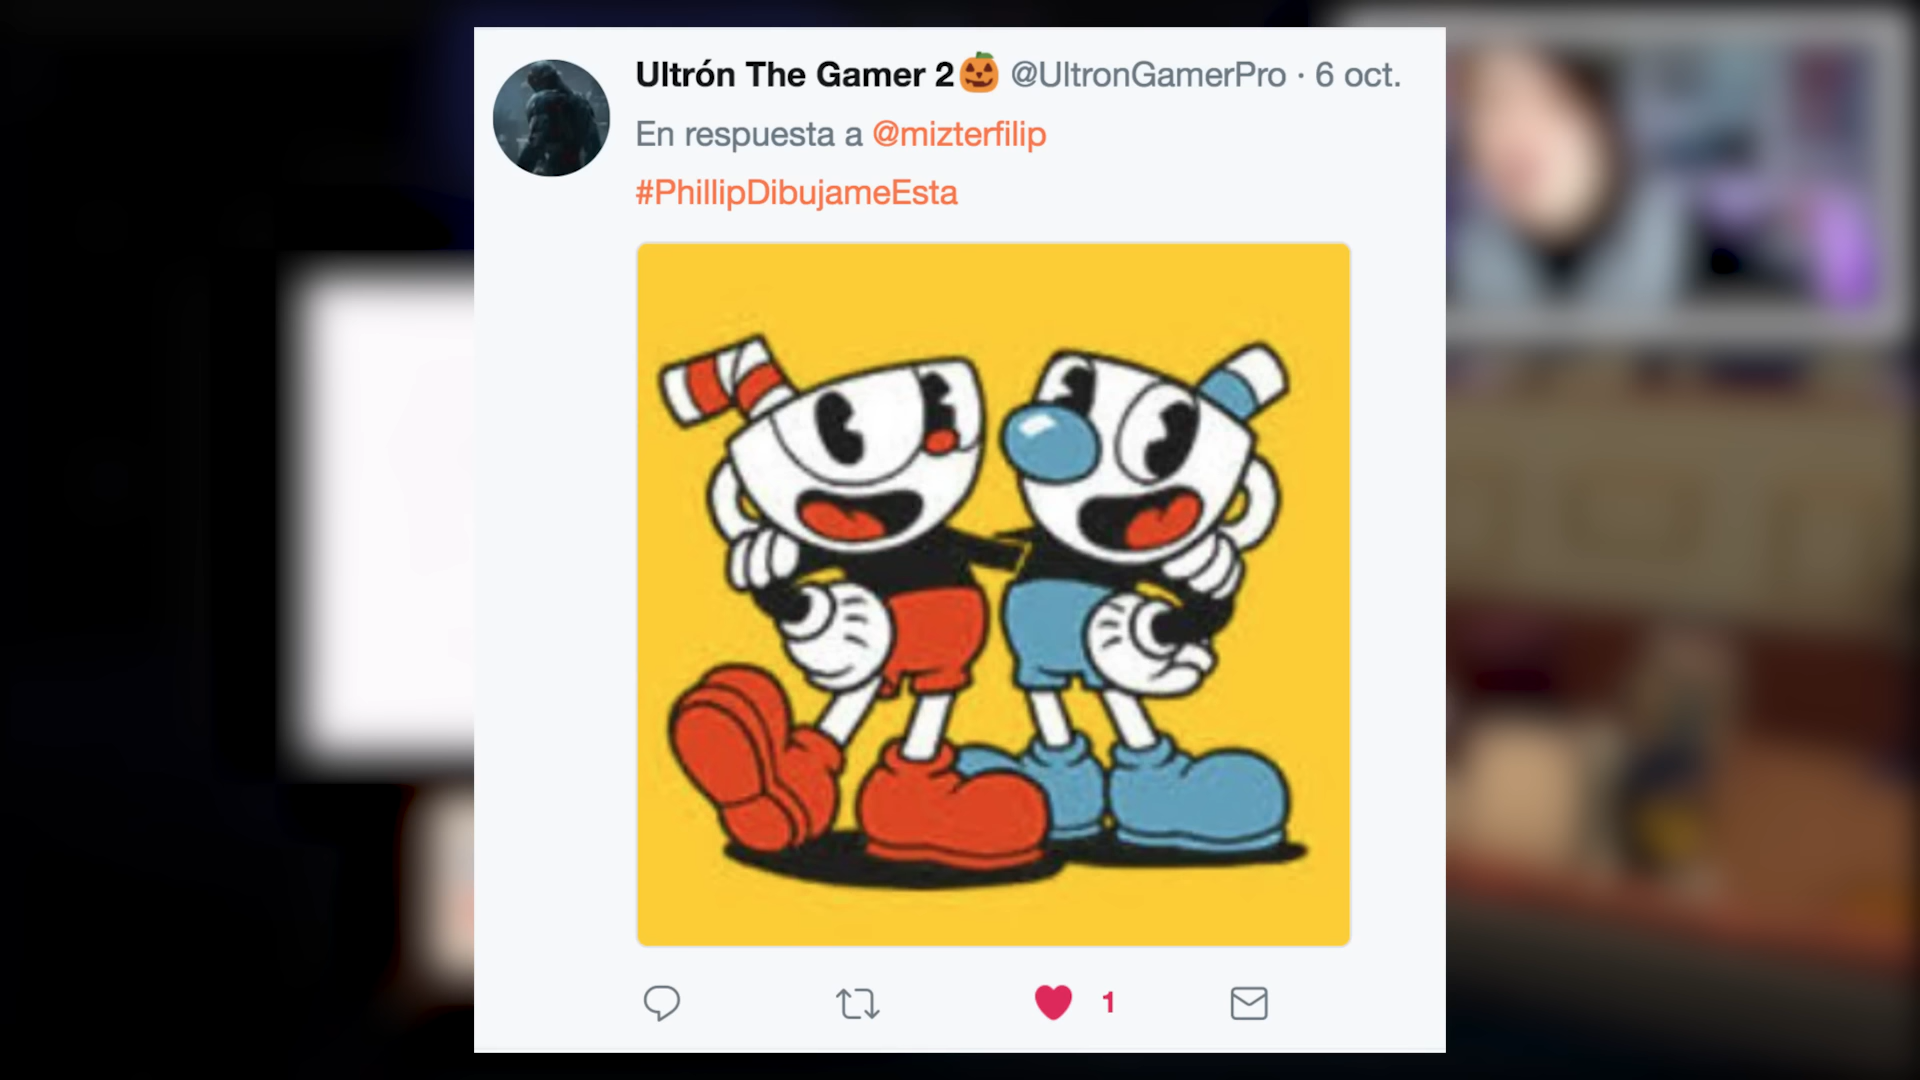 Ultrón The Gamer 2🎃 @UltronGamerPro · 6 oct.
En respuesta a @mizterfilip
#PhillipDibujameEsta
1